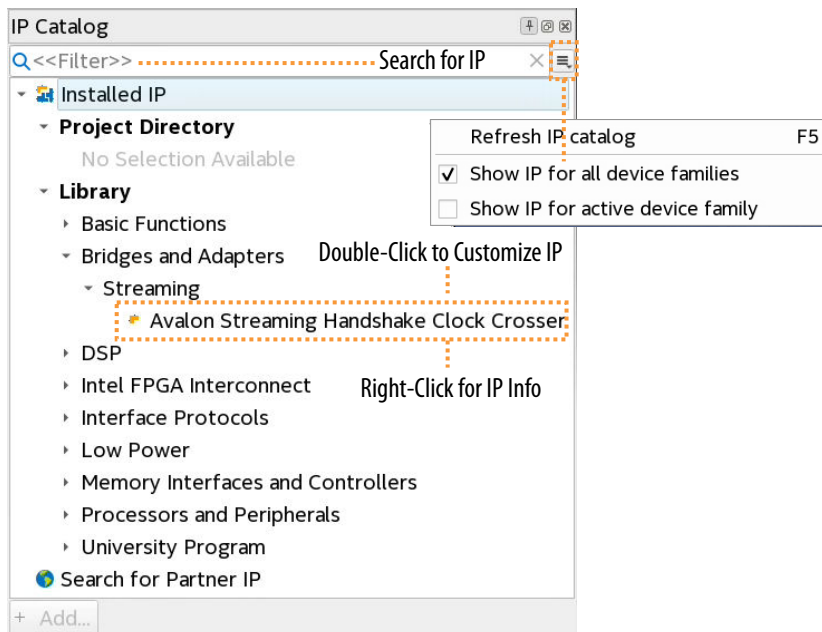 IP Catalog
<<Filter>>
Search for IP
Installed IP
Project Directory
No Selection Available
Refresh IP catalog F5
Show IP for all device families
Show IP for active device family
Library
Basic Functions
Bridges and Adapters
Double-Click to Customize IP
Streaming
Avalon Streaming Handshake Clock Crosser
DSP
Intel FPGA Interconnect
Right-Click for IP Info
Interface Protocols
Low Power
Memory Interfaces and Controllers
Processors and Peripherals
University Program
Search for Partner IP
+ Add...